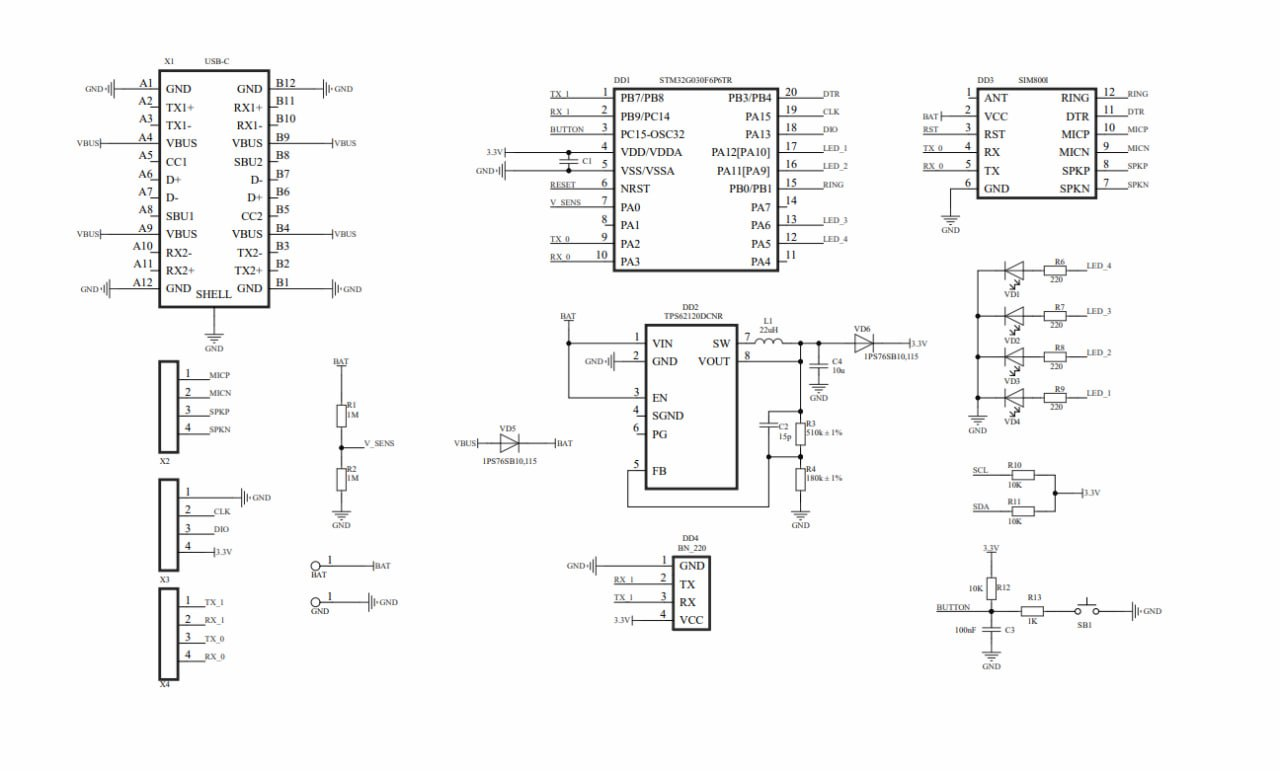 X1 USB-C
GND A1 GND GND B12 GND
A2 TX1+ RX1+ B11
A3 TX1- RX1- B10
VBUS A4 VBUS VBUS B9 VBUS
A5 CC1 SBU2 B8
A6 D+ D- B7
A7 D- D+ B6
A8 SBU1 CC2 B5
VBUS A9 VBUS VBUS B4 VBUS
A10 RX2- TX2- B3
A11 RX2+ TX2+ B2
GND A12 GND GND B1 GND
SHELL
GND
DD1 STM32G030F6P6TR
TX_1 1 PB7/PB8 PB3/PB4 20 DTR
RX_1 2 PB9/PC14 PA15 19 CLK
BUTTON 3 PC15-OSC32 PA13 18 DIO
3.3V 4 VDD/VDDA PA12[PA10] 17 LED_1
C1
GND 5 VSS/VSSA PA11[PA9] 16 LED_2
RESET 6 NRST PB0/PB1 15 RING
V_SENS 7 PA0 PA7 14
8 PA1 PA6 13 LED_3
TX_0 9 PA2 PA5 12 LED_4
RX_0 10 PA3 PA4 11
DD3 SIM800l
1 ANT RING 12 RING
BAT 2 VCC DTR 11 DTR
RST 3 RST MICP 10 MICP
TX_0 4 RX MICN 9 MICN
RX_0 5 TX SPKP 8 SPKP
6 GND SPKN 7 SPKN
GND
R6 LED_4
VD1 220
R7 LED_3
VD2 220
R8 LED_2
VD3 220
R9 LED_1
VD4 220
GND
DD2
TPS62120DCNR
BAT
1 VIN SW 7
GND 2 GND VOUT 8
3 EN
4 SGND
6 PG
5 FB
L1
22uH
VD6
3.3V
1PS76SB10,115
C4
10u
GND
C2
15p
R3
510k ± 1%
R4
180k ± 1%
GND
VD5
VBUS BAT
1PS76SB10,115
1 MICP
2 MICN
3 SPKP
4 SPKN
X2
BAT
R1
1M
V_SENS
R2
1M
GND
1 GND
2 CLK
3 DIO
4 3.3V
X3
1 BAT
BAT
1 GND
GND
1 TX_1
2 RX_1
3 TX_0
4 RX_0
X4
DD4
BN_220
GND 1 GND
RX_1 2 TX
TX_1 3 RX
3.3V 4 VCC
SCL R10
10K
3.3V
SDA R11
10K
3.3V
10K R12
BUTTON R13
1K SB1 GND
100nF C3
GND